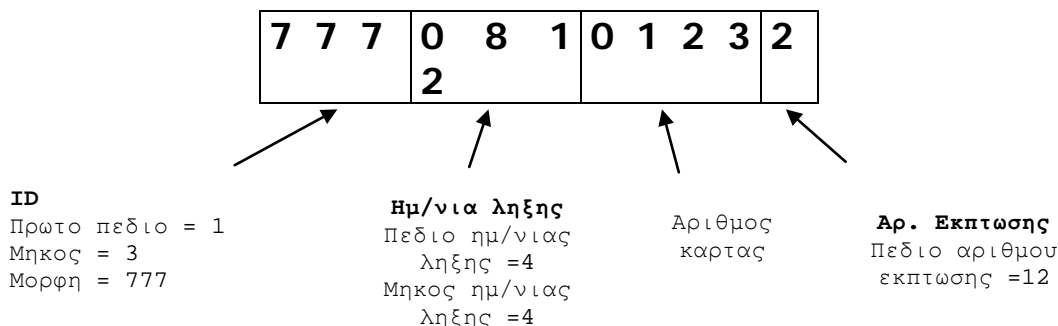 7 7 7 0 8 1 0 1 2 3 2
2
ID
Πρωτο πεδιο = 1
Μηκος = 3
Μορφη = 777
Ημ/νια ληξης
Πεδιο ημ/νιας
ληξης =4
Μηκος ημ/νιας
ληξης =4
Αριθμος
καρτας
Αρ. Εκπτωσης
Πεδιο αριθμου
εκπτωσης =12